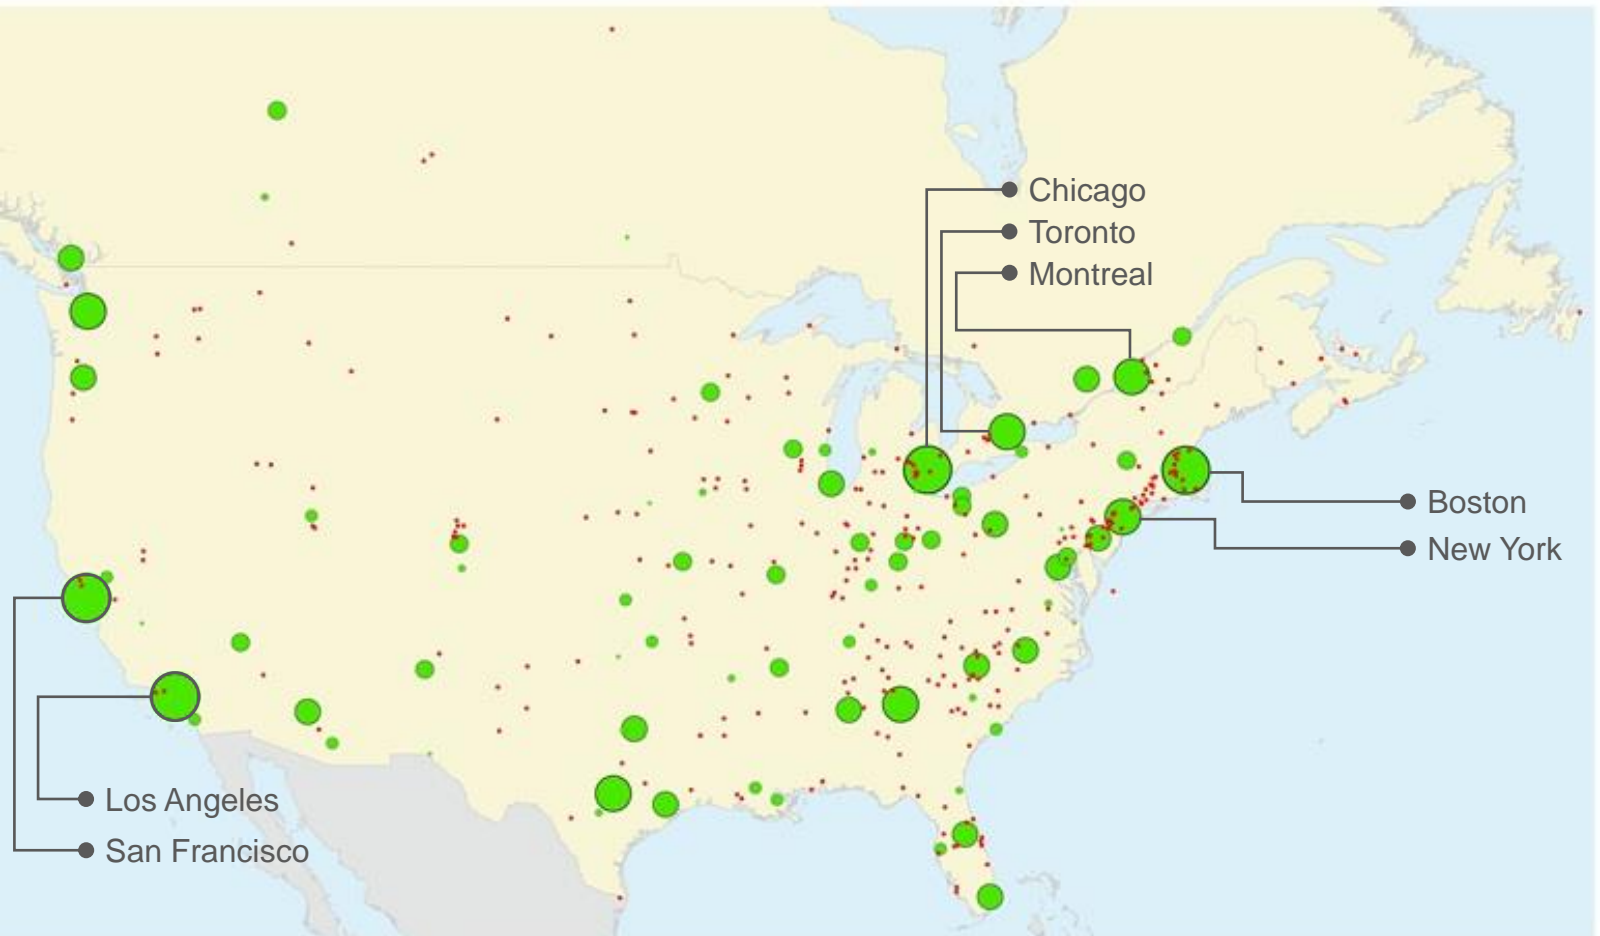 Chicago
Toronto
Montreal
Boston
New York
Los Angeles
San Francisco